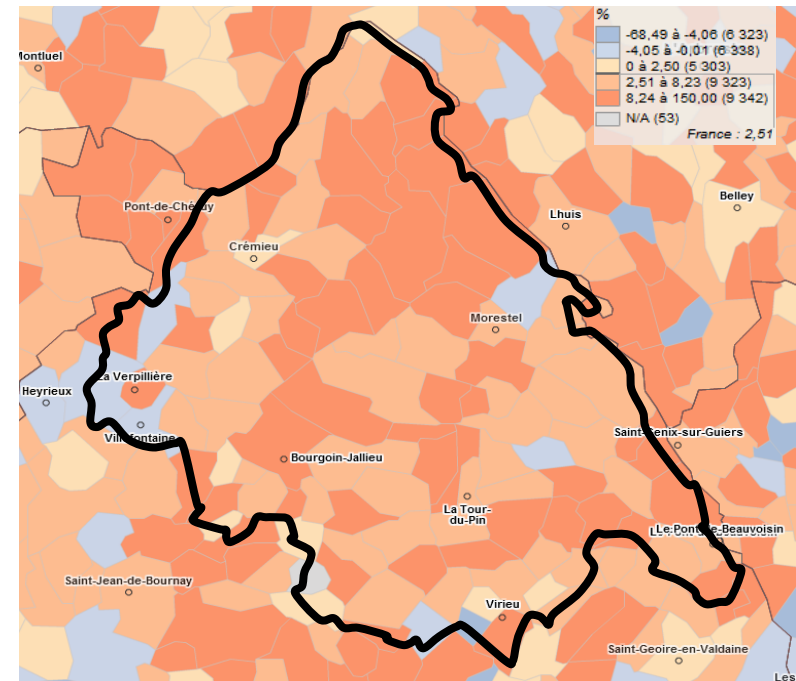 %
-68,49 à -4,06 (6 323)
-4,05 à -0,01 (6 338)
0 à 2,50 (5 303)
2,51 à 8,23 (9 323)
8,24 à 150,00 (9 342)
N/A (53)
France : 2,51
Montluel
Belley
Pont-de-Chéruy
Lhuis
Crémieu
Morestel
La Verpillière
Heyrieux
Saint-Genix-sur-Guiers
Villefontaine
Bourgoin-Jallieu
La Tour-
du-Pin
Le Pont-de-Beauvoisin
Saint-Jean-de-Bournay
Virieu
Saint-Geoire-en-Valdaine
Les